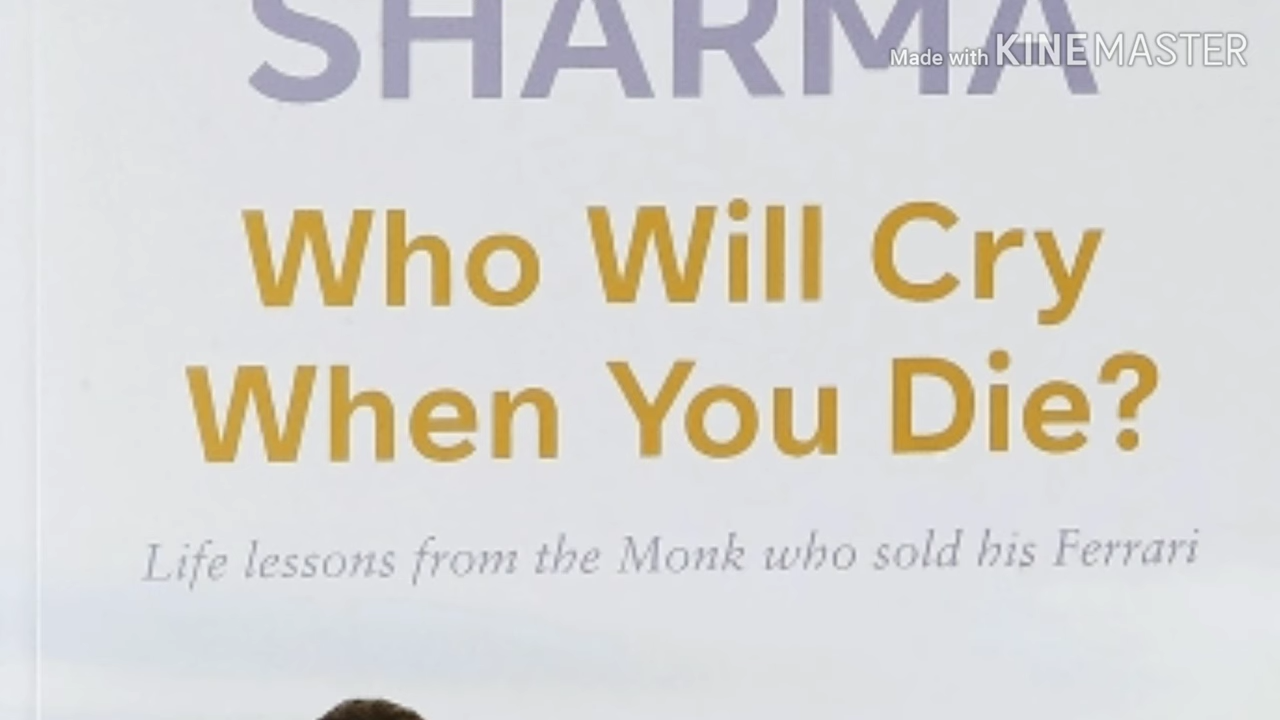 SHARMA
Made with KINEMASTER
Who Will Cry
When You Die?
Life lessons from the Monk who sold his Ferrari